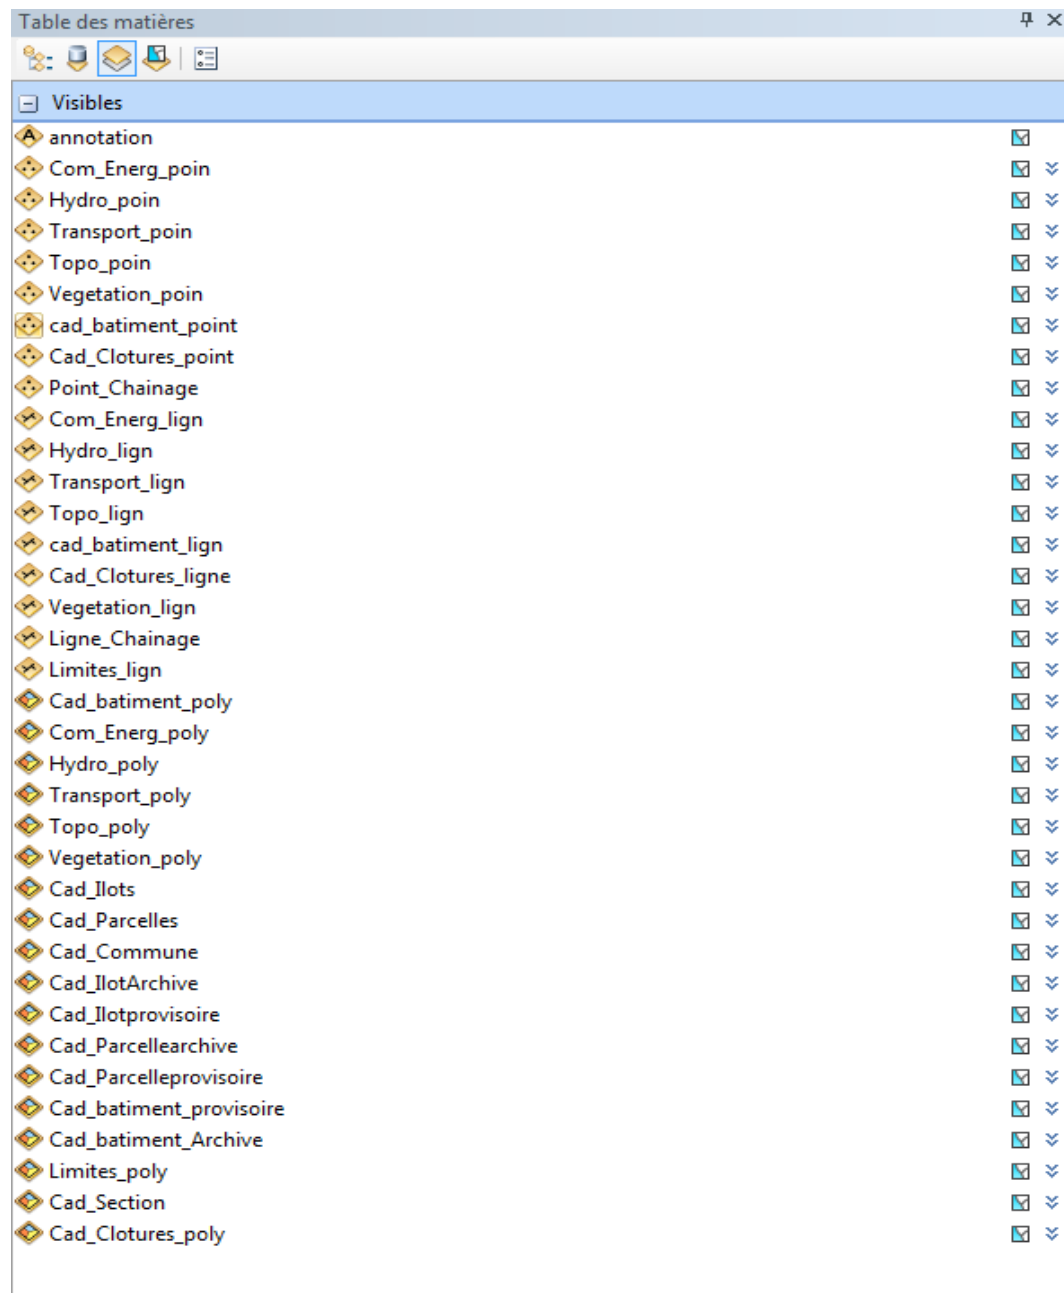 Table des matières
Visibles
annotation
Com_Energ_poin
Hydro_poin
Transport_poin
Topo_poin
Vegetation_poin
cad_batiment_point
Cad_Clotures_point
Point_Chainage
Com_Energ_lign
Hydro_lign
Transport_lign
Topo_lign
cad_batiment_lign
Cad_Clotures_ligne
Vegetation_lign
Ligne_Chainage
Limites_lign
Cad_batiment_poly
Com_Energ_poly
Hydro_poly
Transport_poly
Topo_poly
Vegetation_poly
Cad_Ilots
Cad_Parcelles
Cad_Commune
Cad_IlotArchive
Cad_Ilotprovisoire
Cad_Parcellearchive
Cad_Parcelleprovisoire
Cad_batiment_provisoire
Cad_batiment_Archive
Limites_poly
Cad_Section
Cad_Clotures_poly